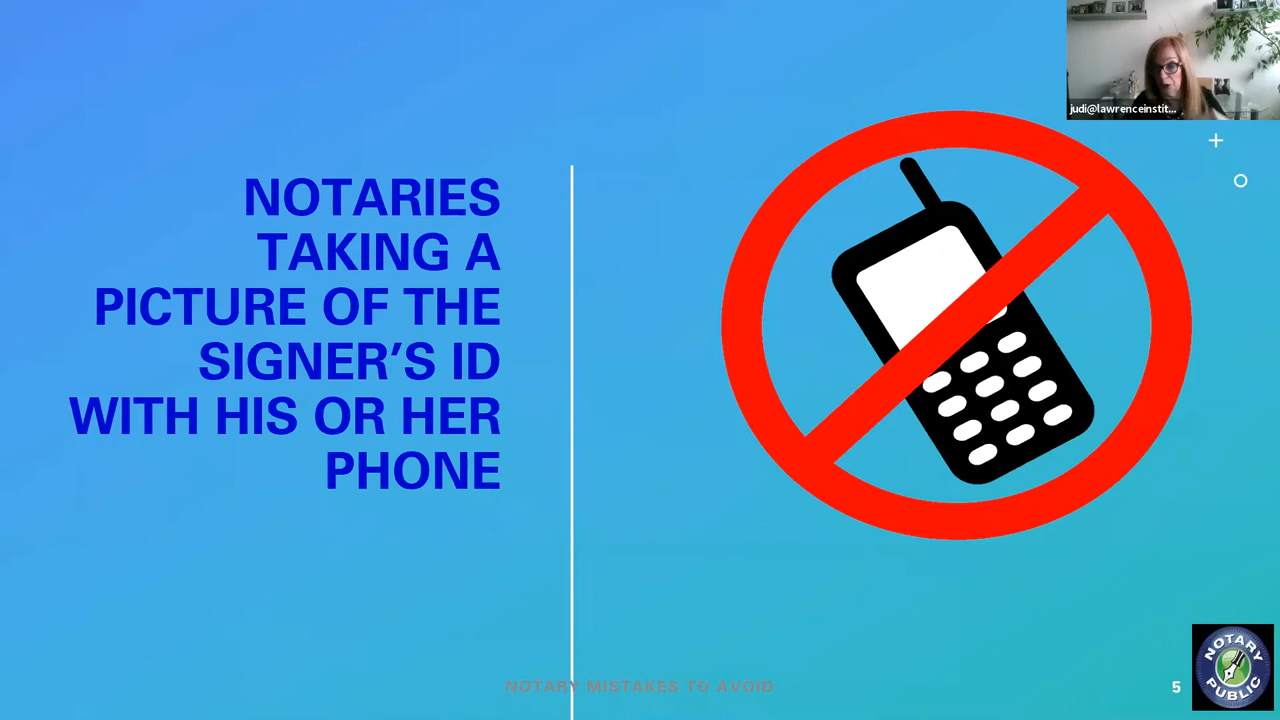 judi@lawrenceinstit...
NOTARIES
TAKING A
PICTURE OF THE
SIGNER’S ID
WITH HIS OR HER
PHONE
NOTARY MISTAKES TO AVOID
5
NOTARY
PUBLIC